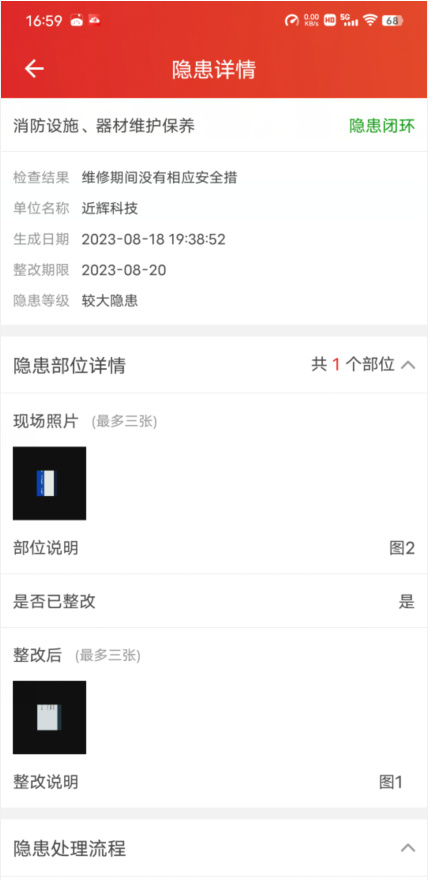 16:59 0.00 KB/s HD 5G 68
隐患详情
消防设施、器材维护保养 隐患闭环
检查结果 维修期间没有相应安全措
单位名称 近辉科技
生成日期 2023-08-18 19:38:52
整改期限 2023-08-20
隐患等级 较大隐患
隐患部位详情 共 1 个部位
现场照片 (最多三张)
部位说明 图2
是否已整改 是
整改后 (最多三张)
整改说明 图1
隐患处理流程